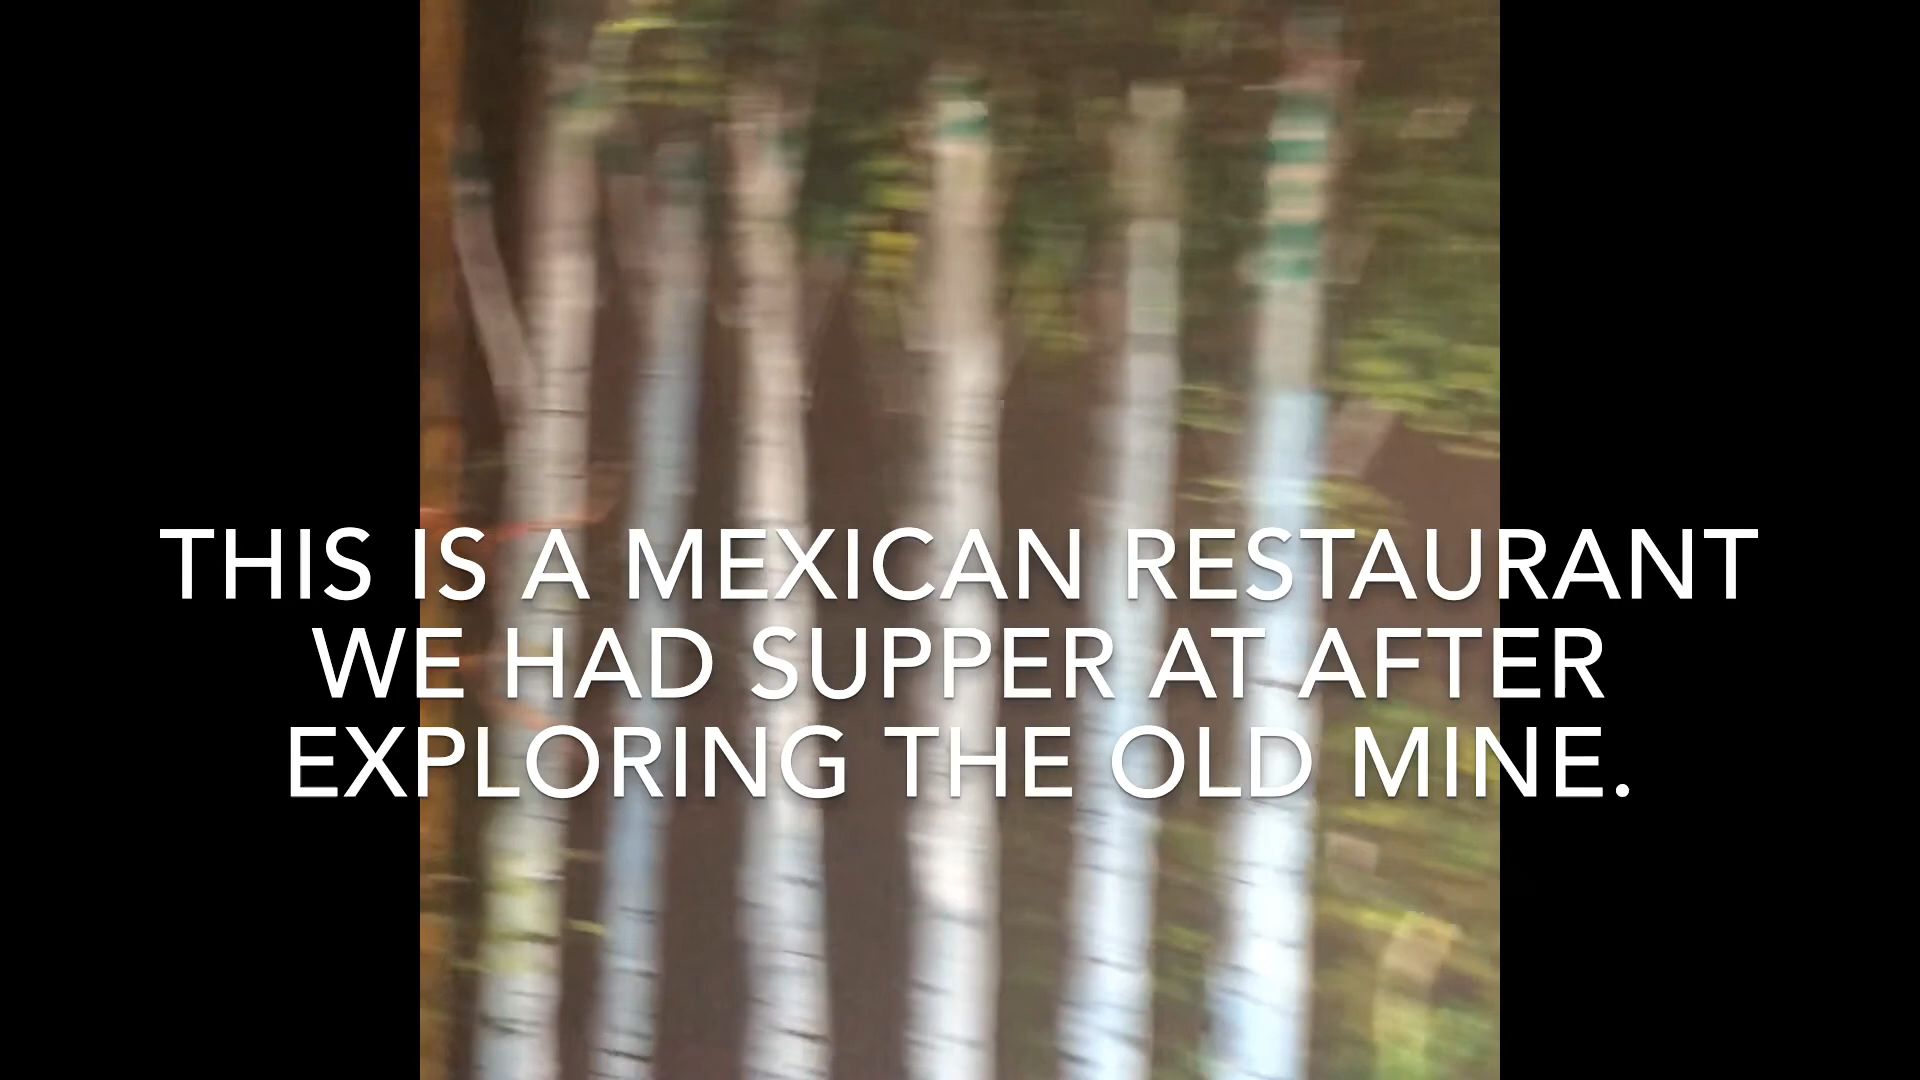 THIS IS A MEXICAN RESTAURANT
WE HAD SUPPER AT AFTER
EXPLORING THE OLD MINE.